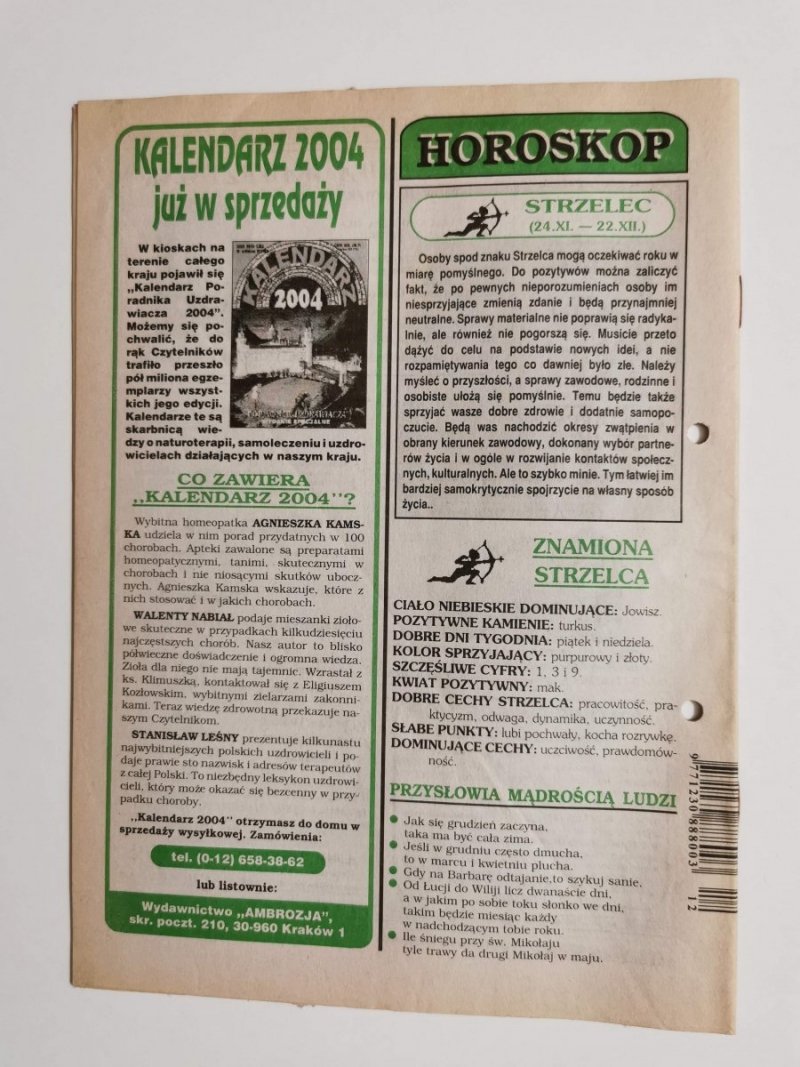 KALENDARZ 2004
już w sprzedaży
W kioskach na
terenie całego
kraju pojawił się
„Kalendarz Po-
radnika Uzdra-
wiacza 2004".
Możemy się po-
chwalić, że do
rąk Czytelników
trafiło przeszło
pół miliona egze-
mplarzy wszyst-
kich jego edycji.
Kalendarze te są
skarbnicą wie-
dzy o naturoterapii, samoleczeniu i uzdro-
wicielach działających w naszym kraju.
KALENDARZ
2004
PORADNIK UZDRAWIACZA
WYDANIE SPECJALNE
CO ZAWIERA
„KALENDARZ 2004"?
Wybitna homeopatka AGNIESZKA KAMS-
KA udziela w nim porad przydatnych w 100
chorobach. Apteki zawalone są preparatami
homeopatycznymi, tanimi, skutecznymi w
chorobach i nie niosącymi skutków ubocz-
nych. Agnieszka Kamska wskazuje, które z
nich stosować i w jakich chorobach.
WALENTY NABIAŁ podaje mieszanki zioło-
we skuteczne w przypadkach kilkudziesięciu
najczęstszych chorób. Nasz autor to blisko
półwieczne doświadczenie i ogromna wiedza.
Zioła dla niego nie mają tajemnic. Wzrastał z
ks. Klimuszką, kontaktował się z Eligiuszem
Kozłowskim, wybitnymi zielarzami zakonni-
kami. Teraz wiedzę zdrowotną przekazuje na-
szym Czytelnikom.
STANISŁAW LEŚNY prezentuje kilkunastu
najwybitniejszych polskich uzdrowicieli i po-
daje prawie sto nazwisk i adresów terapeutów
z całej Polski. To niezbędny leksykon uzdrowi-
cieli, który może okazać się bezcenny w przy-
padku choroby.
„Kalendarz 2004" otrzymasz do domu w
sprzedaży wysyłkowej. Zamówienia:
tel. (0-12) 658-38-62
lub listownie:
Wydawnictwo „AMBROZJA",
skr. poczt. 210, 30-960 Kraków 1
HOROSKOP
STRZELEC
(24.XI. — 22.XII.)
Osoby spod znaku Strzelca mogą oczekiwać roku w
miarę pomyślnego. Do pozytywów można zaliczyć
fakt, że po pewnych nieporozumieniach osoby im
niesprzyjające zmienią zdanie i będą przynajmniej
neutralne. Sprawy materialne nie poprawią się radyka-
lnie, ale również nie pogorszą się. Musicie przeto
dążyć do celu na podstawie nowych idei, a nie
rozpamiętywania tego co dawniej było złe. Należy
myśleć o przyszłości, a sprawy zawodowe, rodzinne i
osobiste ułożą się pomyślnie. Temu będzie także
sprzyjać wasze dobre zdrowie i dodatnie samopo-
czucie. Będą was nachodzić okresy zwątpienia w
obrany kierunek zawodowy, dokonany wybór partne-
rów życia i w ogóle w rozwijanie kontaktów społecz-
nych, kulturalnych. Ale to szybko minie. Tym łatwiej im
bardziej samokrytycznie spojrzycie na własny sposób
życia..
ZNAMIONA
STRZELCA
CIAŁO NIEBIESKIE DOMINUJĄCE: Jowisz.
POZYTYWNE KAMIENIE: turkus.
DOBRE DNI TYGODNIA: piątek i niedziela.
KOLOR SPRZYJAJĄCY: purpurowy i złoty.
SZCZĘŚLIWE CYFRY: 1, 3 i 9.
KWIAT POZYTYWNY: mak.
DOBRE CECHY STRZELCA: pracowitość, pra-
ktycyzm, odwaga, dynamika, uczynność.
SŁABE PUNKTY: lubi pochwały, kocha rozrywkę.
DOMINUJĄCE CECHY: uczciwość, prawdomów-
ność.
PRZYSŁOWIA MĄDROŚCIĄ LUDZI
● Jak się grudzień zaczyna,
taka ma być cała zima.
● Jeśli w grudniu często dmucha,
to w marcu i kwietniu plucha.
● Gdy na Barbarę odtajanie,to szykuj sanie.
● Od Łucji do Wiliji licz dwanaście dni,
a w jakim po sobie toku słonko we dni,
takim będzie miesiąc każdy
w nadchodzącym tobie roku.
● Ile śniegu przy św. Mikołaju
tyle trawy da drugi Mikołaj w maju.
9 771230 888003
12